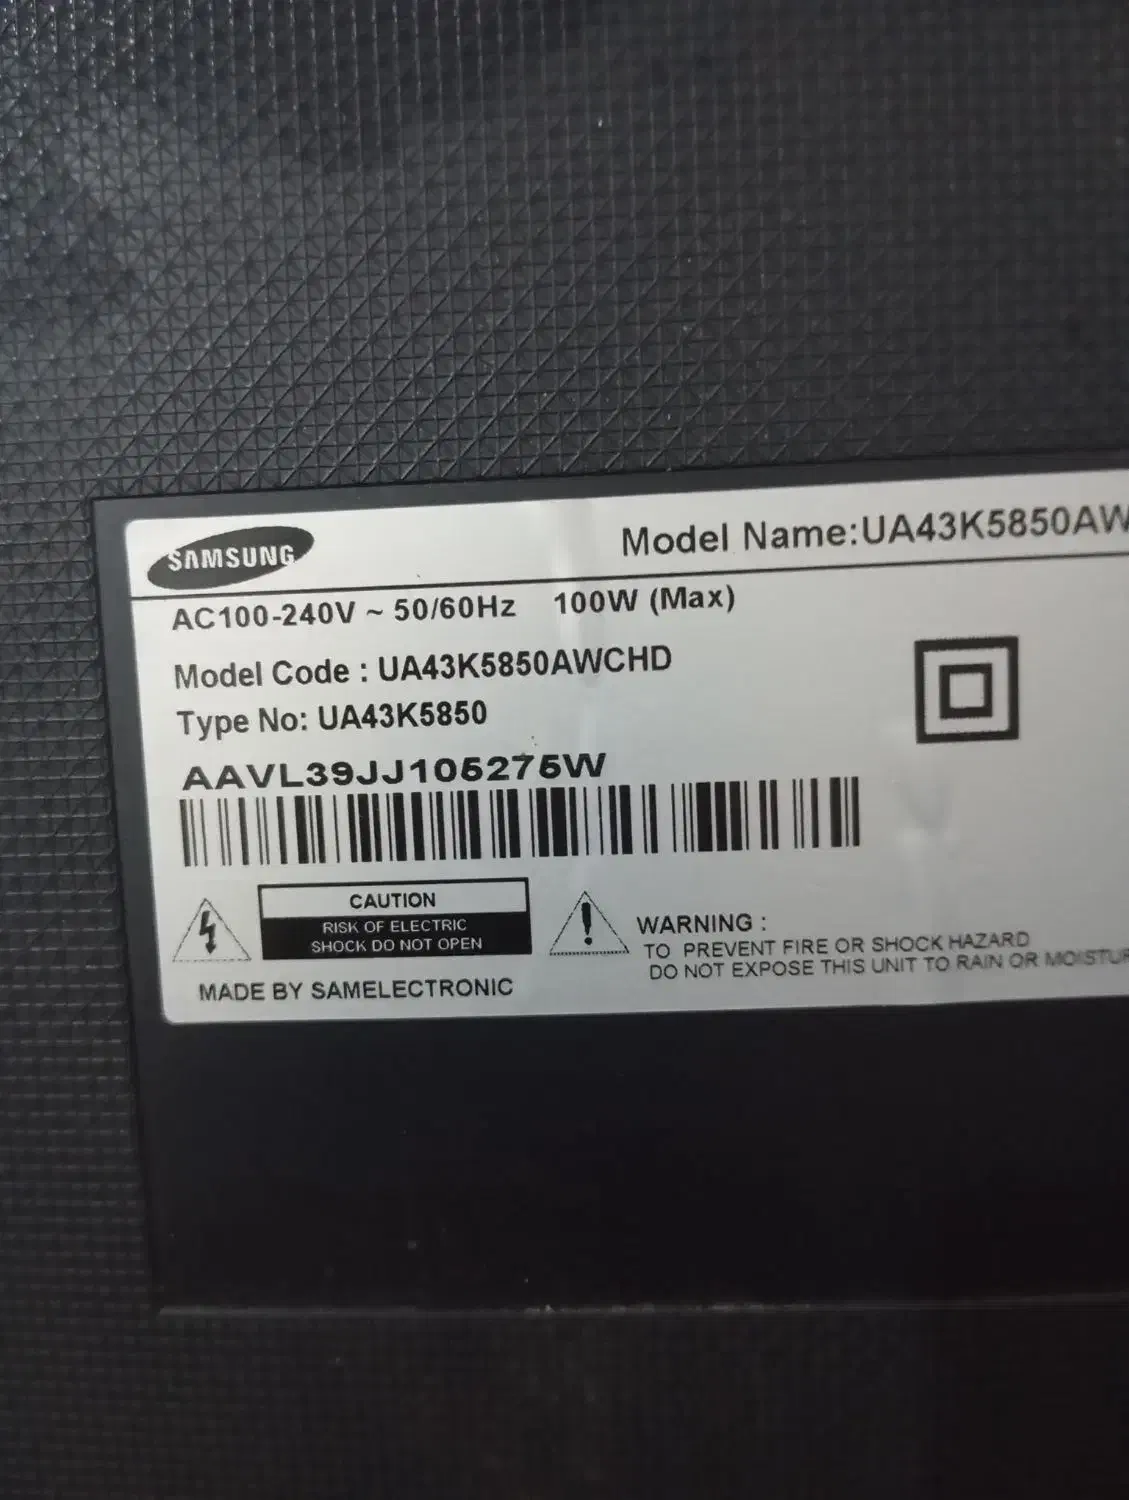 SAMSUNG
Model Name:UA43K5850AW
AC100-240V ~ 50/60Hz 100W (Max)
Model Code : UA43K5850AWCHD
Type No: UA43K5850
AAVL39JJ105275W
CAUTION
RISK OF ELECTRIC
SHOCK DO NOT OPEN
WARNING :
TO PREVENT FIRE OR SHOCK HAZARD
DO NOT EXPOSE THIS UNIT TO RAIN OR MOISTUR
MADE BY SAMELECTRONIC